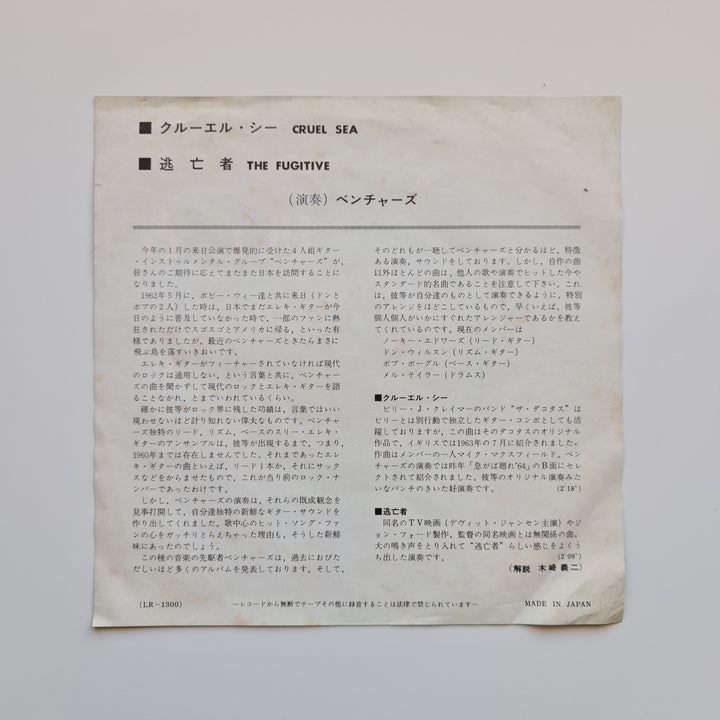 ■ クルーエル・シー CRUEL SEA
■ 逃亡者 THE FUGITIVE
（演奏）ベンチャーズ
今年の１月の来日公演で爆発的に受けた４人組ギター
・インストゥルメンタル・グループ“ベンチャーズ”が，
皆さんのご期待に応えてまたまた日本を訪問することに
なりました。
1962年５月に，ボビー・ヴィー達と共に来日（ドンと
ボブの２人）した時は，日本でまだエレキ・ギターが今
日のように普及していなかった時で，一部のファンに熱
狂されただけでスゴスゴとアメリカに帰る，といった有
様でありましたが，最近のベンチャーズときたらまさに
飛ぶ鳥を落すいきおいです。
エレキ・ギターがフィーチャーされていなければ現代
のロックは通用しない，という言葉と共に，ベンチャー
ズの曲を聞かずして現代のロックとエレキ・ギターを語
ることなかれ，とまでいわれているくらい。
確かに彼等がロック界に残した功績は，言葉ではいい
現わせないほど計り知れない偉大なものです。ベンチャ
ーズ独特のリード，リズム，ベースのスリー・エレキ・
ギターのアンサンブルは，彼等が出現するまで，つまり，
1960年までは存在しませんでした。それまであったエレ
キ・ギターの曲といえば，リード１本か，それにサック
スなどをからませたもので，これが当り前のロック・ナ
ンバーであったわけです。
しかし，ベンチャーズの演奏は，それらの既成観念を
見事打開して，自分達独特の新鮮なギター・サウンドを
作り出してくれました。歌中心のヒット・ソング・ファ
ンの心をガッチリとらえちゃった理由も，そうした新鮮
味にあったのでしょう。
この種の音楽の先駆者ベンチャーズは，過去におびた
だしいほど多くのアルバムを発表しております。そして，
そのどれもが一聴してベンチャーズと分かるほど，特徴
ある演奏，サウンドをしております。しかし，自作の曲
以外ほとんどの曲は，他人の歌や演奏でヒットした今や
スタンダード的名曲であることを注意して下さい。これ
は，彼等が自分達のものとして演奏できるように，特別
のアレンジをほどこしているもので，早くいえば，彼等
個人個人がいかにすぐれたアレンジャーであるかを教え
てくれているのです。現在のメンバーは
ノーキー・エドワーズ（リード・ギター）
ドン・ウィルスン（リズム・ギター）
ボブ・ボーグル（ベース・ギター）
メル・テイラー（ドラムス）
■クルーエル・シー
ビリー・Ｊ・クレイマーのバンド“ザ・ダコタス”は
ビリーとは別行動で独立したギター・コンボとしても活
躍しておりますが，この曲はそのダコタスのオリジナル
作品で，イギリスでは1963年の７月に紹介されました。
作曲はメンバーの一人マイク・マクスフィールド。ベン
チャーズの演奏では昨年「急がば廻れ'64」のＢ面にセレ
クトされて紹介されました。彼等のオリジナル演奏みた
いなパンチのきいた好演奏です。 (2'18")
■逃亡者
同名のＴＶ映画（デヴィット・ジャンセン主演）やジ
ョン・フォード製作，監督の同名映画とは無関係の曲。
犬の鳴き声をとり入れて“逃亡者”らしい感じをよくう
ち出した演奏です。 (2'09")
（解説 木崎義二）
(LR-1300)
―レコードから無断でテープその他に録音することは法律で禁じられています―
MADE IN JAPAN